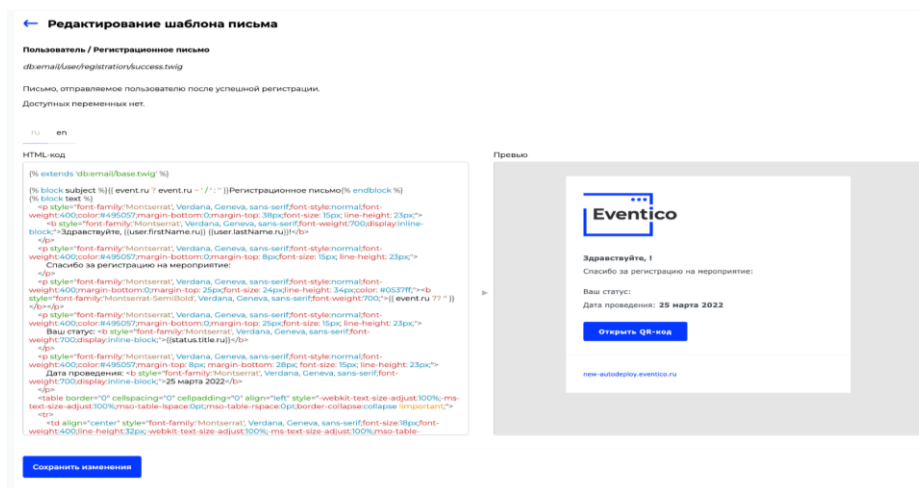 ← Редактирование шаблона письма
Пользователь / Регистрационное письмо
db:email/user/registration/success.twig
Письмо, отправляемое пользователю после успешной регистрации.
Доступных переменных нет.
ru en
HTML-код
{% extends 'db:email/base.twig' %}
{% block subject %}{{ event.ru ? event.ru ~ ' / ' : '' }}Регистрационное письмо{% endblock %}
{% block text %}
<p style="font-family:'Montserrat', Verdana, Geneva, sans-serif;font-style:normal;font-
weight:400;color:#495057;margin-bottom:0;margin-top: 38px;font-size: 15px; line-height: 23px;">
<b style="font-family:'Montserrat', Verdana, Geneva, sans-serif;font-weight:700;display:inline-
block;">Здравствуйте, {{user.firstName.ru}} {{user.lastName.ru}}!</b>
</p>
<p style="font-family:'Montserrat', Verdana, Geneva, sans-serif;font-style:normal;font-
weight:400;color:#495057;margin-bottom:0;margin-top: 8px;font-size: 15px; line-height: 23px;">
Спасибо за регистрацию на мероприятие:
</p>
<p style="font-family:'Montserrat', Verdana, Geneva, sans-serif;font-style:normal;font-
weight:400;margin-bottom:0;margin-top: 25px;font-size: 24px;line-height: 34px;color: #0537ff;"><b
style="font-family:'Montserrat-SemiBold', Verdana, Geneva, sans-serif;font-weight:700;">{{ event.ru ?? '' }}
</b></p>
<p style="font-family:'Montserrat', Verdana, Geneva, sans-serif;font-style:normal;font-
weight:400;color:#495057;margin-bottom:0;margin-top: 25px;font-size: 15px; line-height: 23px;">
Ваш статус: <b style="font-family:'Montserrat', Verdana, Geneva, sans-serif;font-
weight:700;display:inline-block;">{{status.title.ru}}</b>
</p>
<p style="font-family:'Montserrat', Verdana, Geneva, sans-serif;font-style:normal;font-
weight:400;color:#495057;margin-top: 8px; margin-bottom: 28px; font-size: 15px; line-height: 23px;">
Дата проведения: <b style="font-family:'Montserrat', Verdana, Geneva, sans-serif;font-
weight:700;display:inline-block;">25 марта 2022</b>
</p>
<table border="0" cellspacing="0" cellpadding="0" align="left" style="-webkit-text-size-adjust:100%;-ms-
text-size-adjust:100%;mso-table-lspace:0pt;mso-table-rspace:0pt;border-collapse:collapse !important;">
<tr>
<td align="center" style="font-family:'Montserrat', Verdana, Geneva, sans-serif;font-size:18px;font-
weight:400;line-height:32px;-webkit-text-size-adjust:100%;-ms-text-size-adjust:100%;mso-table-
Превью
Eventico
Здравствуйте, !
Спасибо за регистрацию на мероприятие:
Ваш статус:
Дата проведения: 25 марта 2022
Открыть QR-код
new-autodeploy.eventico.ru
Сохранить изменения